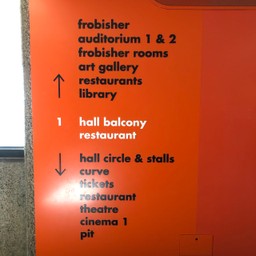 frobisher
auditorium 1 & 2
frobisher rooms
art gallery
restaurants
library
1 hall balcony
restaurant
hall circle & stalls
curve
tickets
restaurant
theatre
cinema 1
pit